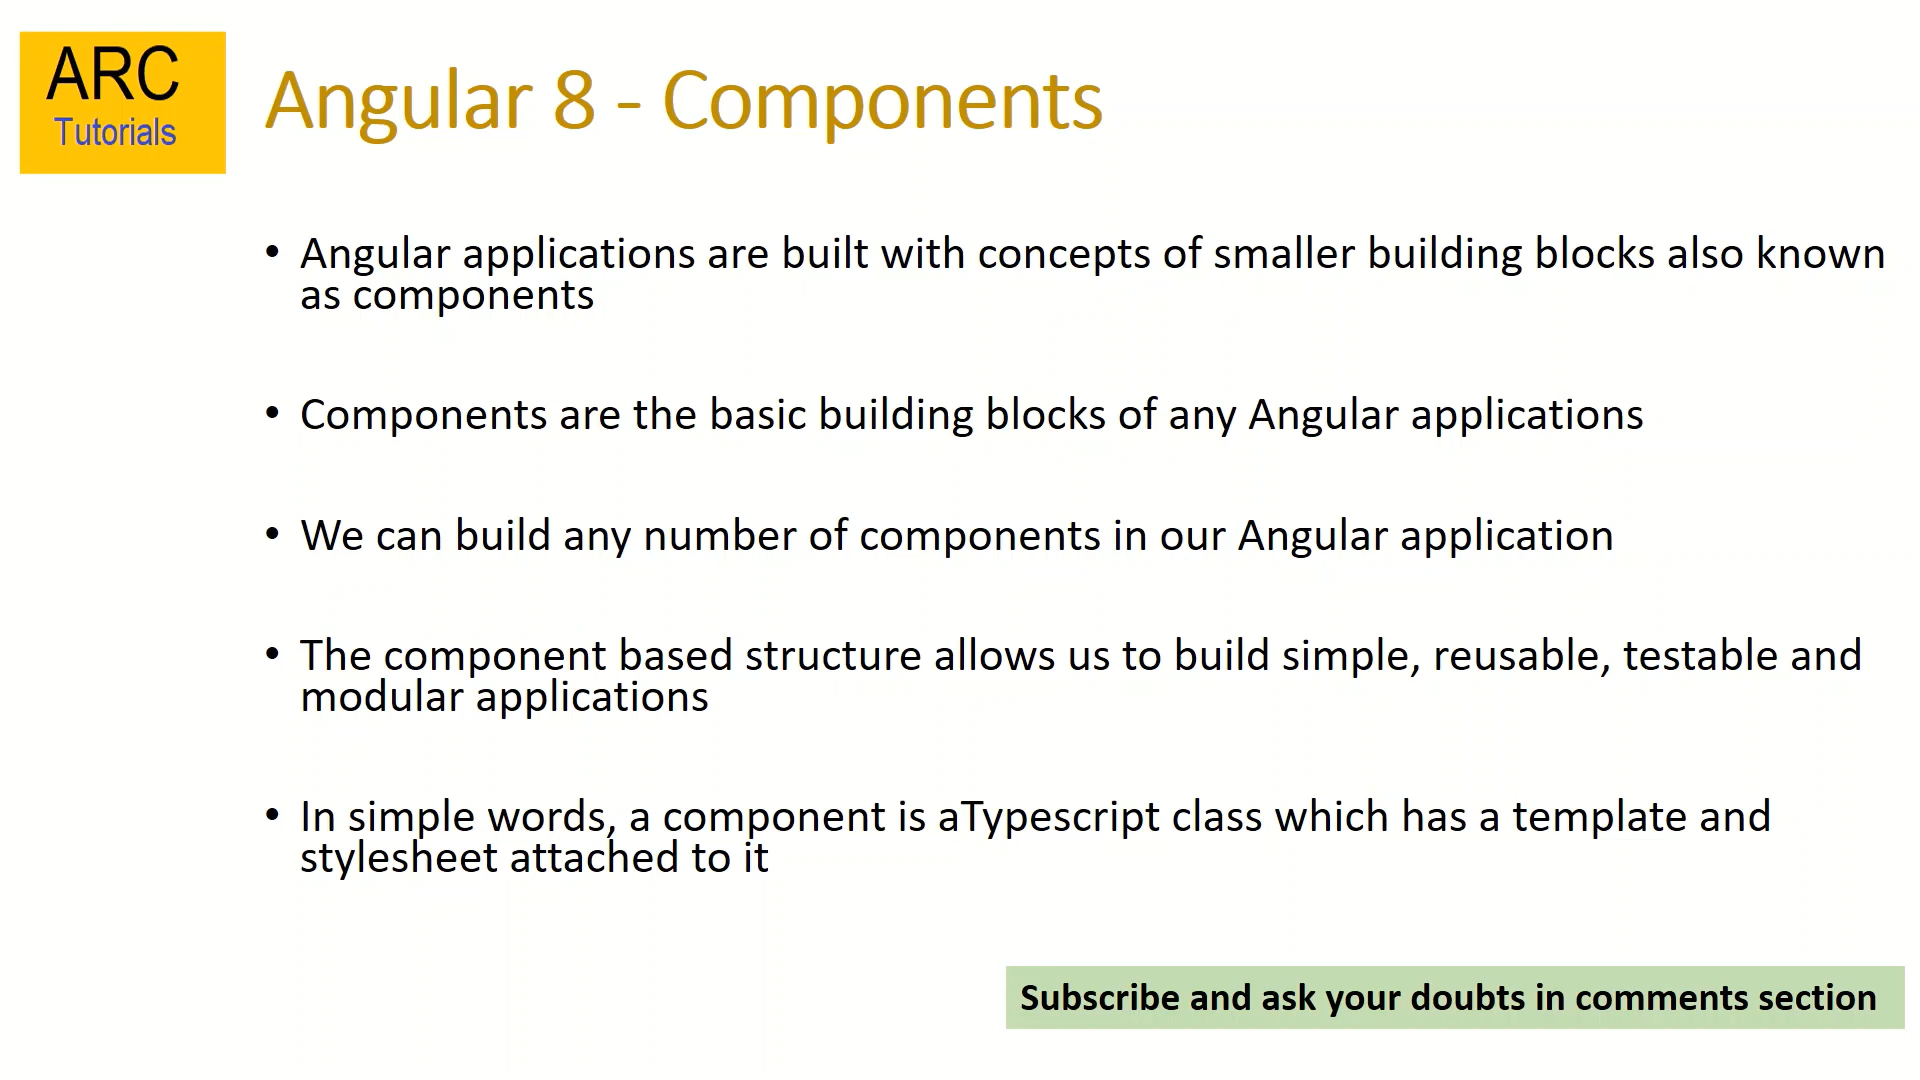 ARC
Tutorials
Angular 8 - Components
• Angular applications are built with concepts of smaller building blocks also known
as components
• Components are the basic building blocks of any Angular applications
• We can build any number of components in our Angular application
• The component based structure allows us to build simple, reusable, testable and
modular applications
• In simple words, a component is aTypescript class which has a template and
stylesheet attached to it
Subscribe and ask your doubts in comments section